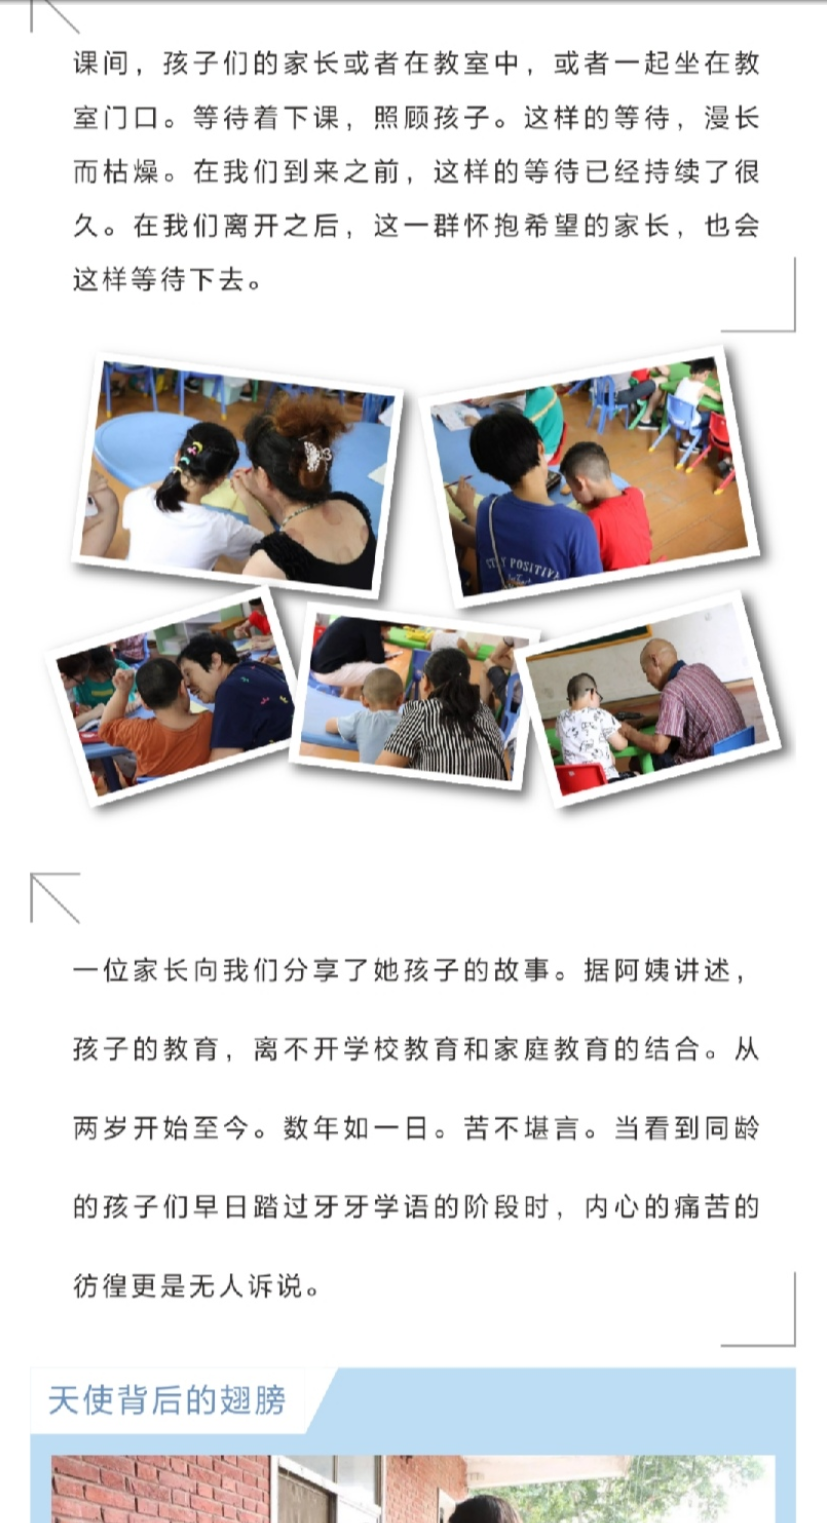 课间，孩子们的家长或者在教室中，或者一起坐在教
室门口。等待着下课，照顾孩子。这样的等待，漫长
而枯燥。在我们到来之前，这样的等待已经持续了很
久。在我们离开之后，这一群怀抱希望的家长，也会
这样等待下去。
POSITIVE
一位家长向我们分享了她孩子的故事。据阿姨讲述，
孩子的教育，离不开学校教育和家庭教育的结合。从
两岁开始至今。数年如一日。苦不堪言。当看到同龄
的孩子们早日踏过牙牙学语的阶段时，内心的痛苦的
彷徨更是无人诉说。
天使背后的翅膀